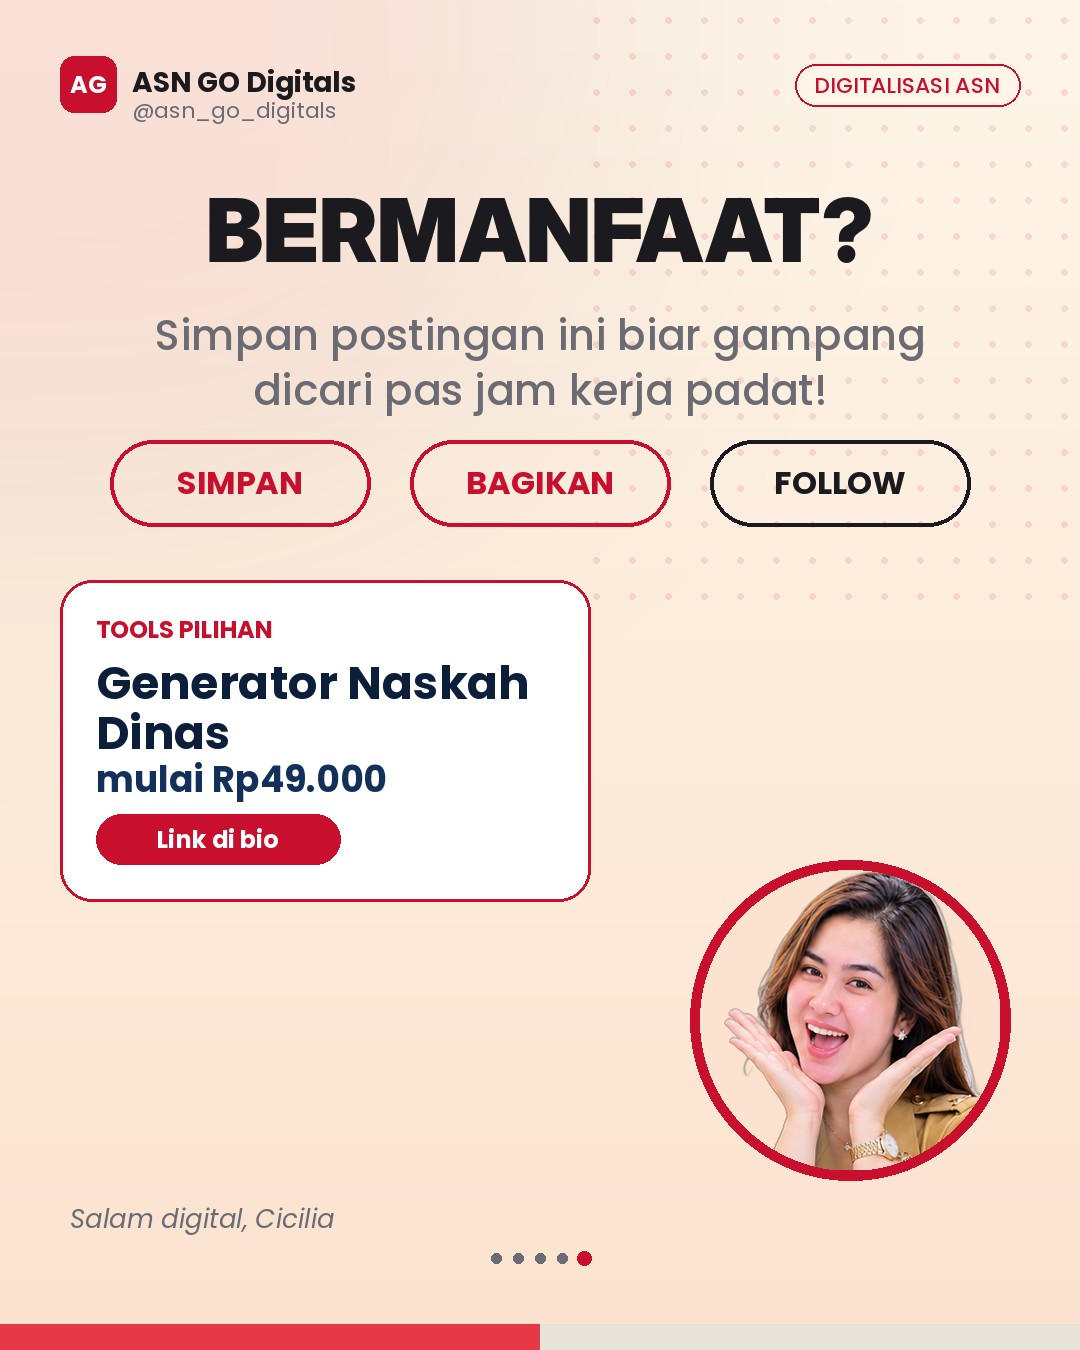 AG
ASN GO Digitals
@asn_go_digitals
DIGITALISASI ASN
BERMANFAAT?
Simpan postingan ini biar gampang
dicari pas jam kerja padat!
SIMPAN
BAGIKAN
FOLLOW
TOOLS PILIHAN
Generator Naskah
Dinas
mulai Rp49.000
Link di bio
Salam digital, Cicilia